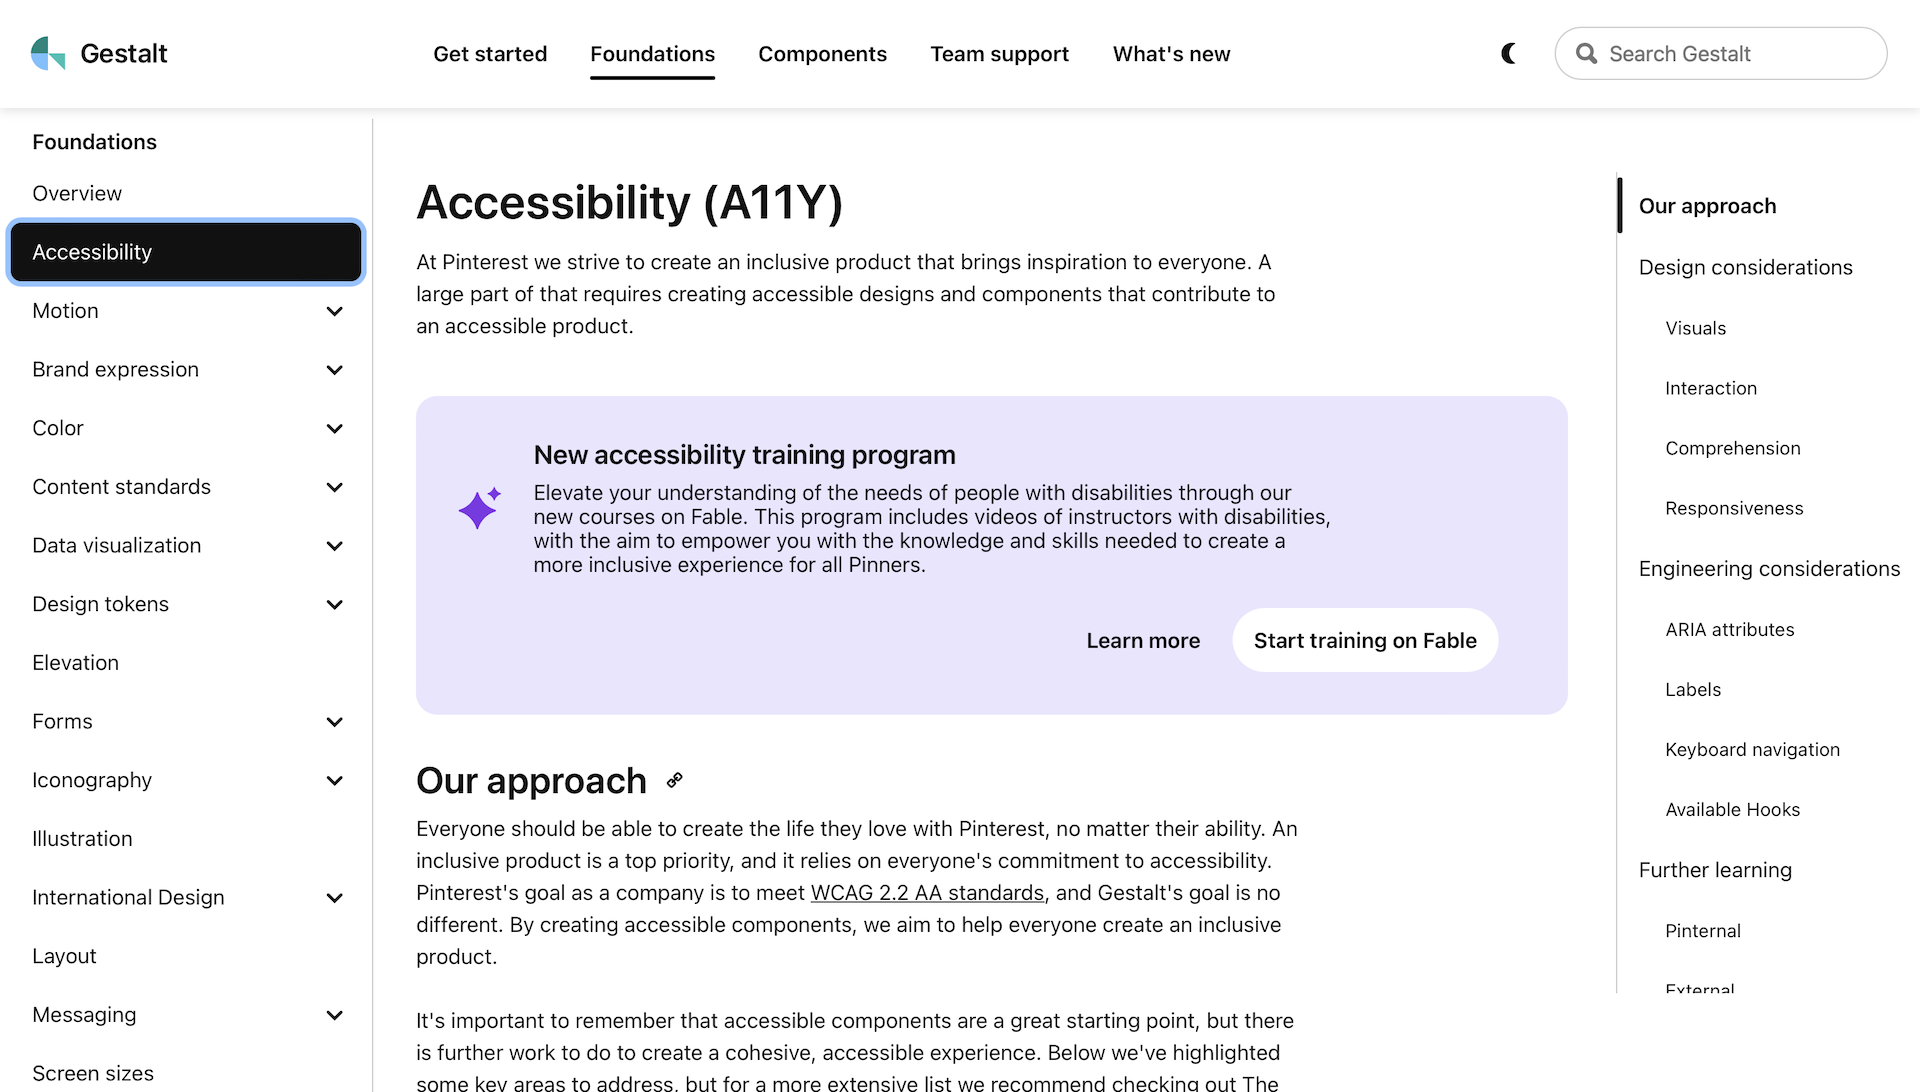 Gestalt
Get started
Foundations
Components
Team support
What's new
Search Gestalt
Foundations
Overview
Accessibility
Motion
Brand expression
Color
Content standards
Data visualization
Design tokens
Elevation
Forms
Iconography
Illustration
International Design
Layout
Messaging
Screen sizes
Accessibility (A11Y)
At Pinterest we strive to create an inclusive product that brings inspiration to everyone. A
large part of that requires creating accessible designs and components that contribute to
an accessible product.
New accessibility training program
Elevate your understanding of the needs of people with disabilities through our
new courses on Fable. This program includes videos of instructors with disabilities,
with the aim to empower you with the knowledge and skills needed to create a
more inclusive experience for all Pinners.
Learn more
Start training on Fable
Our approach
Everyone should be able to create the life they love with Pinterest, no matter their ability. An
inclusive product is a top priority, and it relies on everyone's commitment to accessibility.
Pinterest's goal as a company is to meet WCAG 2.2 AA standards, and Gestalt's goal is no
different. By creating accessible components, we aim to help everyone create an inclusive
product.
It's important to remember that accessible components are a great starting point, but there
is further work to do to create a cohesive, accessible experience. Below we've highlighted
some key areas to address, but for a more extensive list we recommend checking out The
Our approach
Design considerations
Visuals
Interaction
Comprehension
Responsiveness
Engineering considerations
ARIA attributes
Labels
Keyboard navigation
Available Hooks
Further learning
Pinternal
External